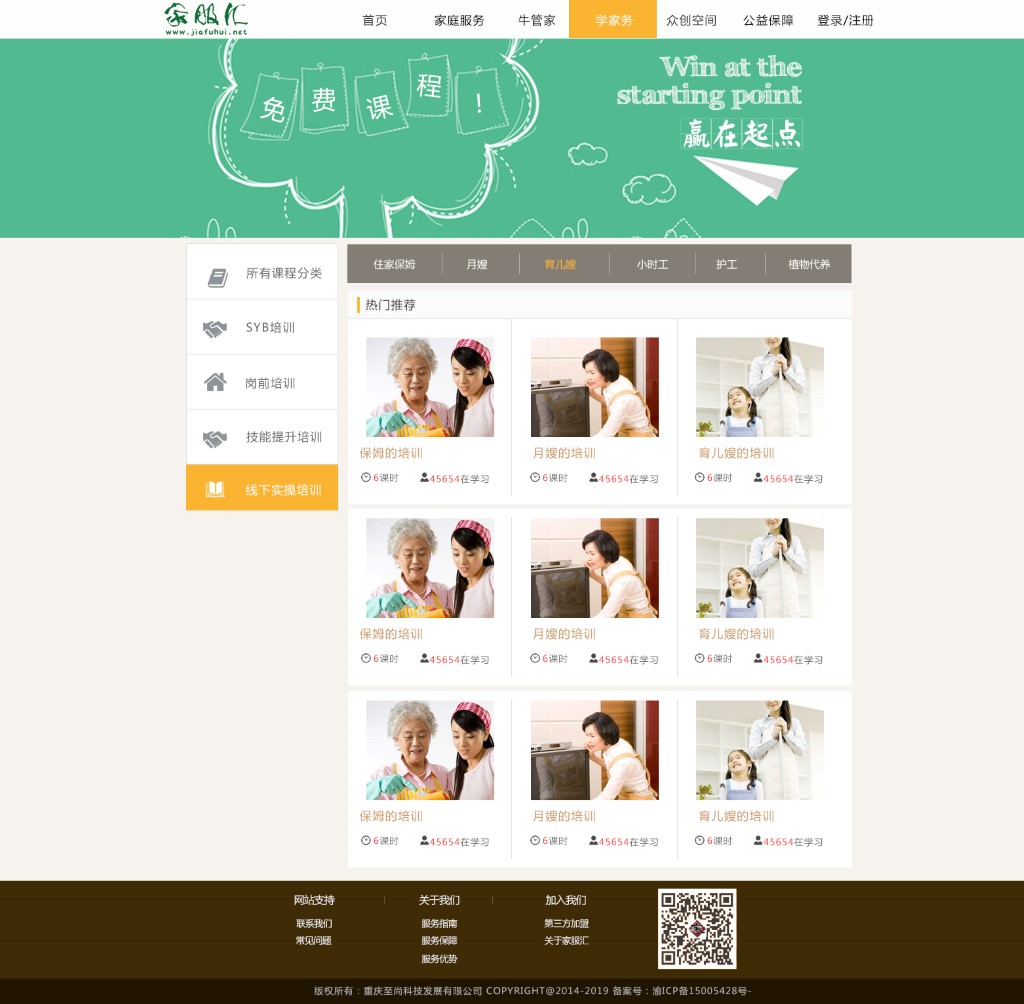 家服汇
www.jiafuhui.net
首页 家庭服务 牛管家 学家务 众创空间 公益保障 登录/注册
免费课程!
Win at the
starting point
赢在起点
所有课程分类
SYB培训
岗前培训
技能提升培训
线下实操培训
住家保姆 月嫂 育儿嫂 小时工 护工 植物代养
热门推荐
保姆的培训 月嫂的培训 育儿嫂的培训
6课时 45654在学习 6课时 45654在学习 6课时 45654在学习
保姆的培训 月嫂的培训 育儿嫂的培训
6课时 45654在学习 6课时 45654在学习 6课时 45654在学习
保姆的培训 月嫂的培训 育儿嫂的培训
6课时 45654在学习 6课时 45654在学习 6课时 45654在学习
网站支持 关于我们 加入我们
联系我们 服务指南 第三方加盟
常见问题 服务保障 关于家服汇
服务优势
版权所有：重庆至尚科技发展有限公司 COPYRIGHT@2014-2019 备案号：渝ICP备15005428号-